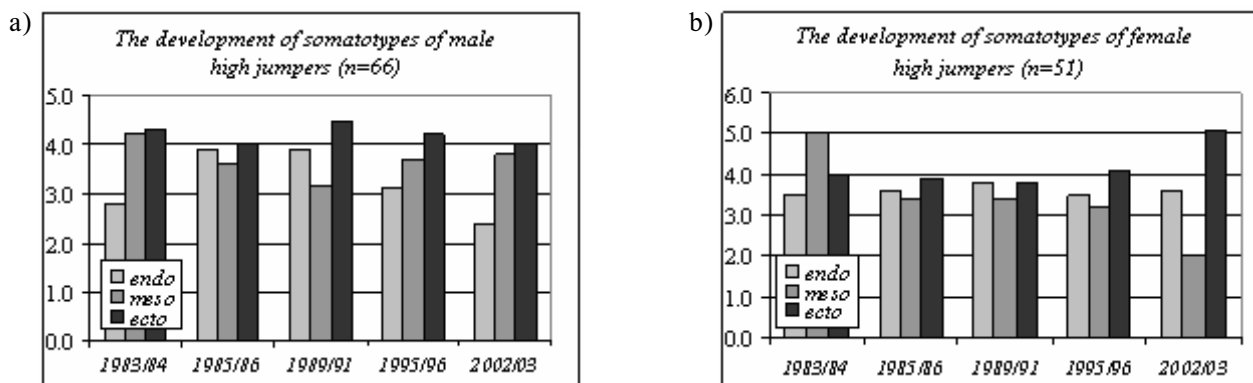 a)
The development of somatotypes of male
high jumpers (n=66)
5.0
4.0
3.0
2.0
1.0
0.0
endo
meso
ecto
1983/84 1985/86 1989/91 1995/96 2002/03
b)
The development of somatotypes of female
high jumpers (n=51)
6.0
5.0
4.0
3.0
2.0
1.0
0.0
endo
meso
ecto
1983/84 1985/86 1989/91 1995/96 2002/03